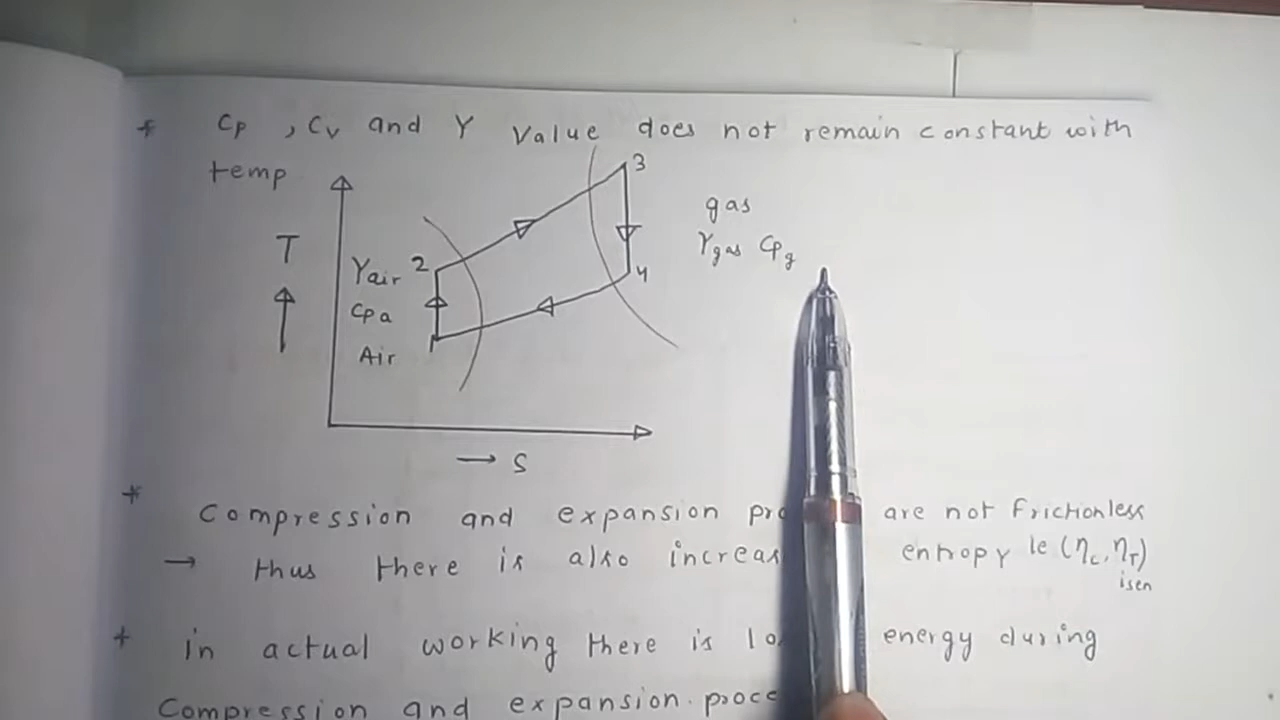 * Cp, Cv and γ Value does not remain constant with
temp
T
γair
Cpa
Air
2
3
4
1
gas
γgas Cpg
→ S
* Compression and expansion are not Frictionless
→ thus there is also entropy ie (ηc, ηT)
isen
+ in actual working there is energy during
Compression and expansion.